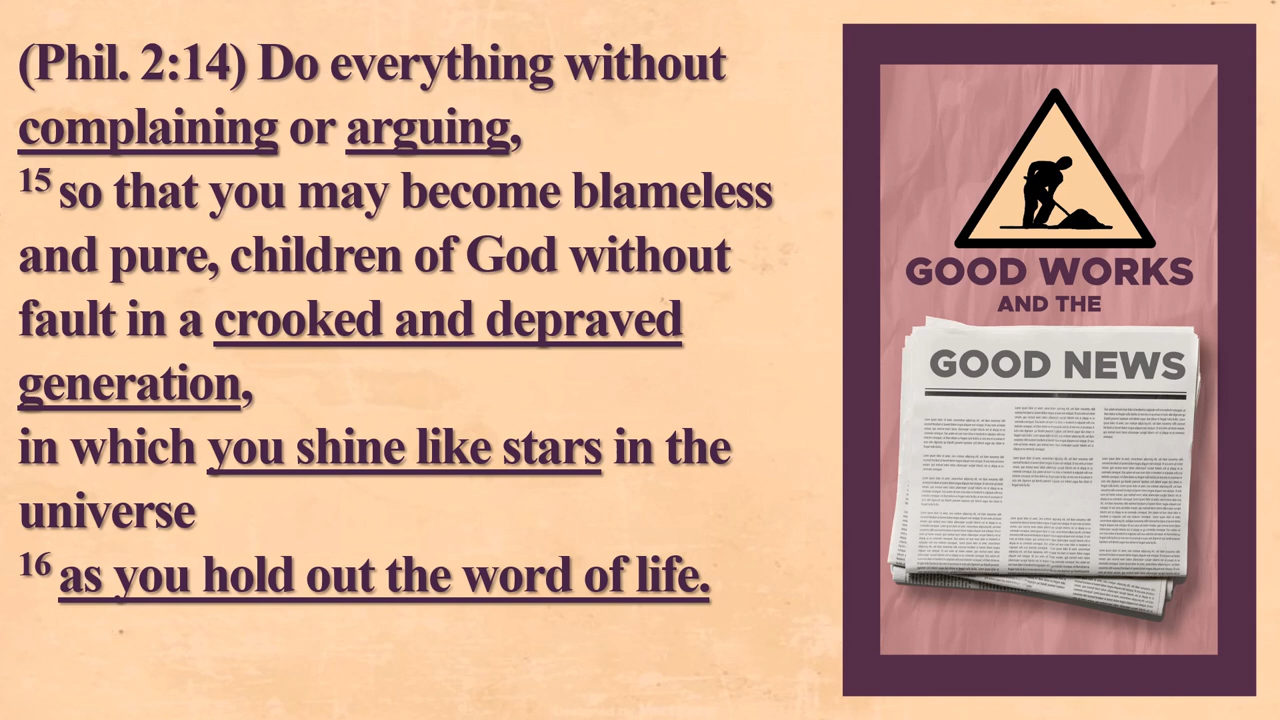 (Phil. 2:14) Do everything without
complaining or arguing,
15 so that you may become blameless
and pure, children of God without
fault in a crooked and depraved
generation,
in which you shine like stars in the
universe
16 as you hold out the word of life.
GOOD WORKS
AND THE
GOOD NEWS